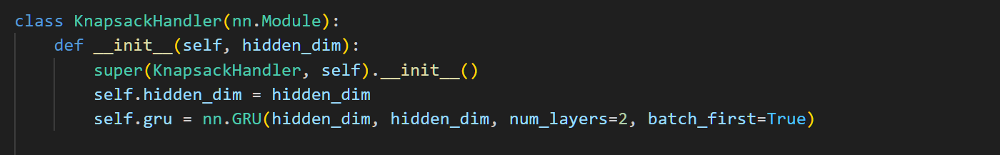 class KnapsackHandler(nn.Module):
    def __init__(self, hidden_dim):
        super(KnapsackHandler, self).__init__()
        self.hidden_dim = hidden_dim
        self.gru = nn.GRU(hidden_dim, hidden_dim, num_layers=2, batch_first=True)